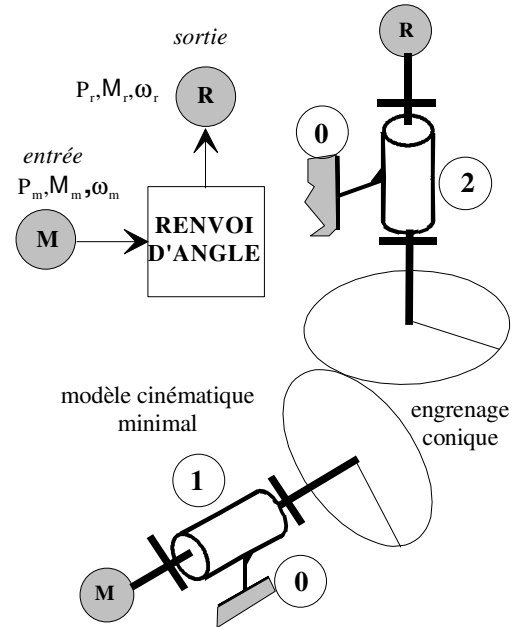 sortie
R
P_r,M_r,ω_r
R
0
entrée
P_m,M_m,ω_m
2
M
RENVOI
D'ANGLE
modèle cinématique
minimal
engrenage
conique
1
0
M